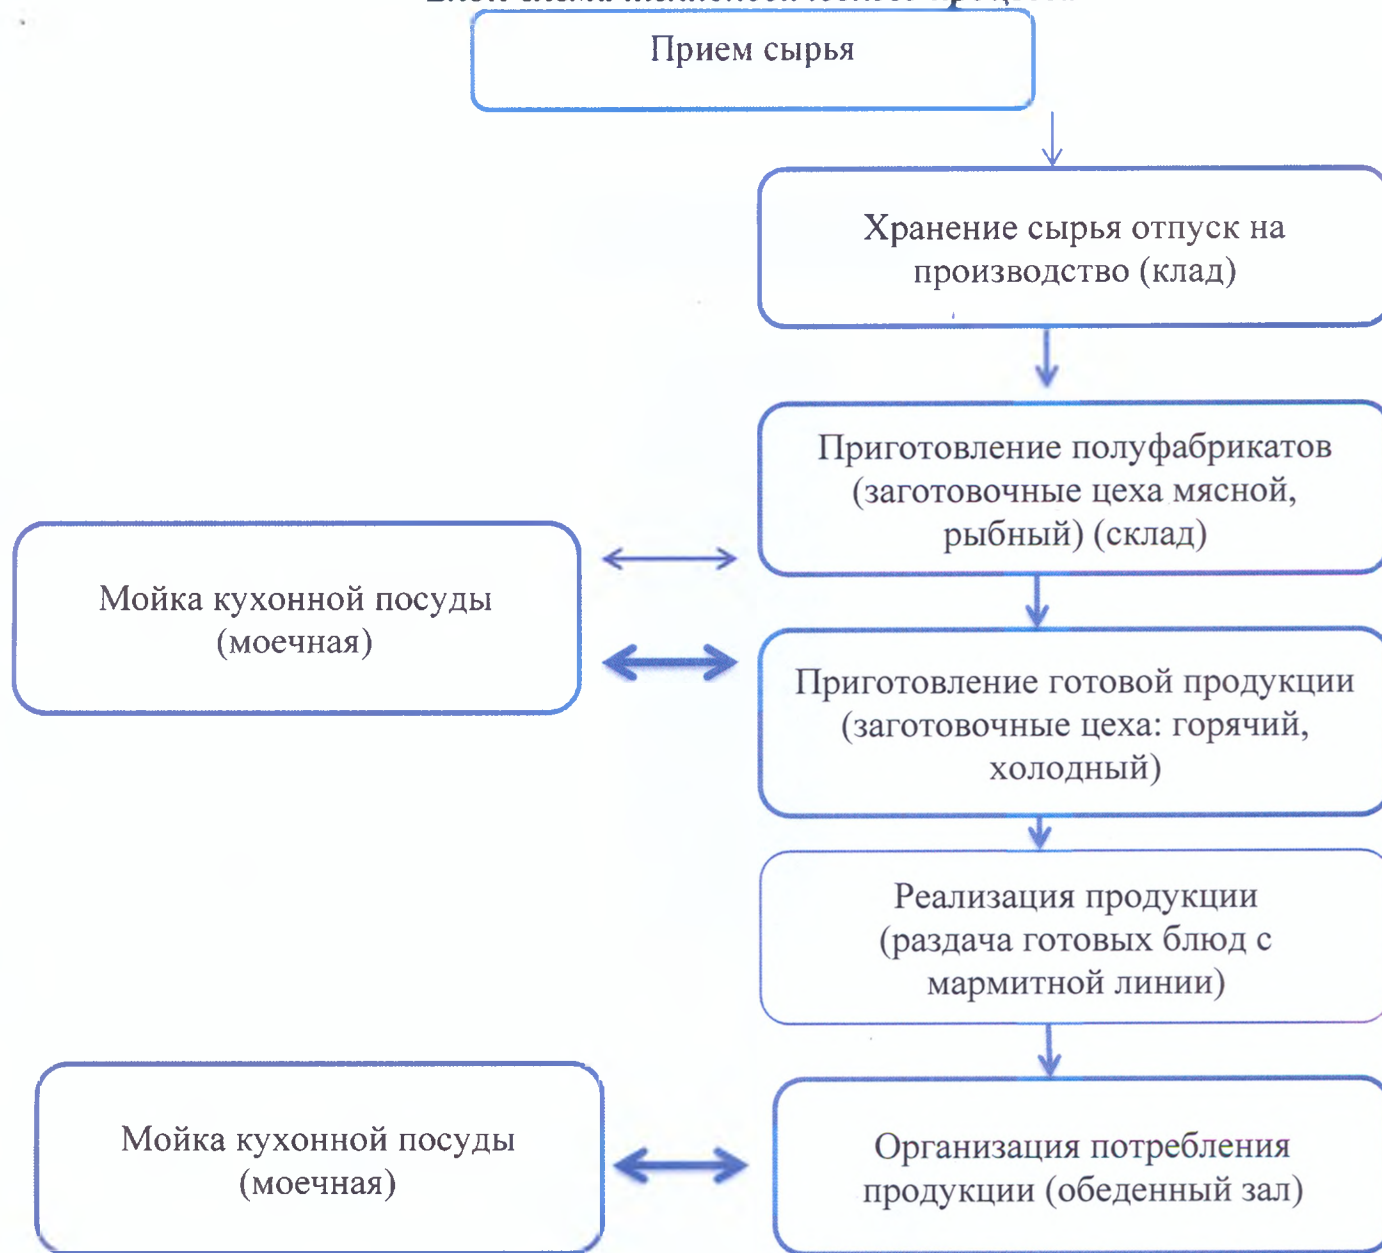 Прием сырья
Хранение сырья отпуск на
производство (клад)
Приготовление полуфабрикатов
(заготовочные цеха мясной,
рыбный) (склад)
Мойка кухонной посуды
(моечная)
Приготовление готовой продукции
(заготовочные цеха: горячий,
холодный)
Реализация продукции
(раздача готовых блюд с
мармитной линии)
Мойка кухонной посуды
(моечная)
Организация потребления
продукции (обеденный зал)